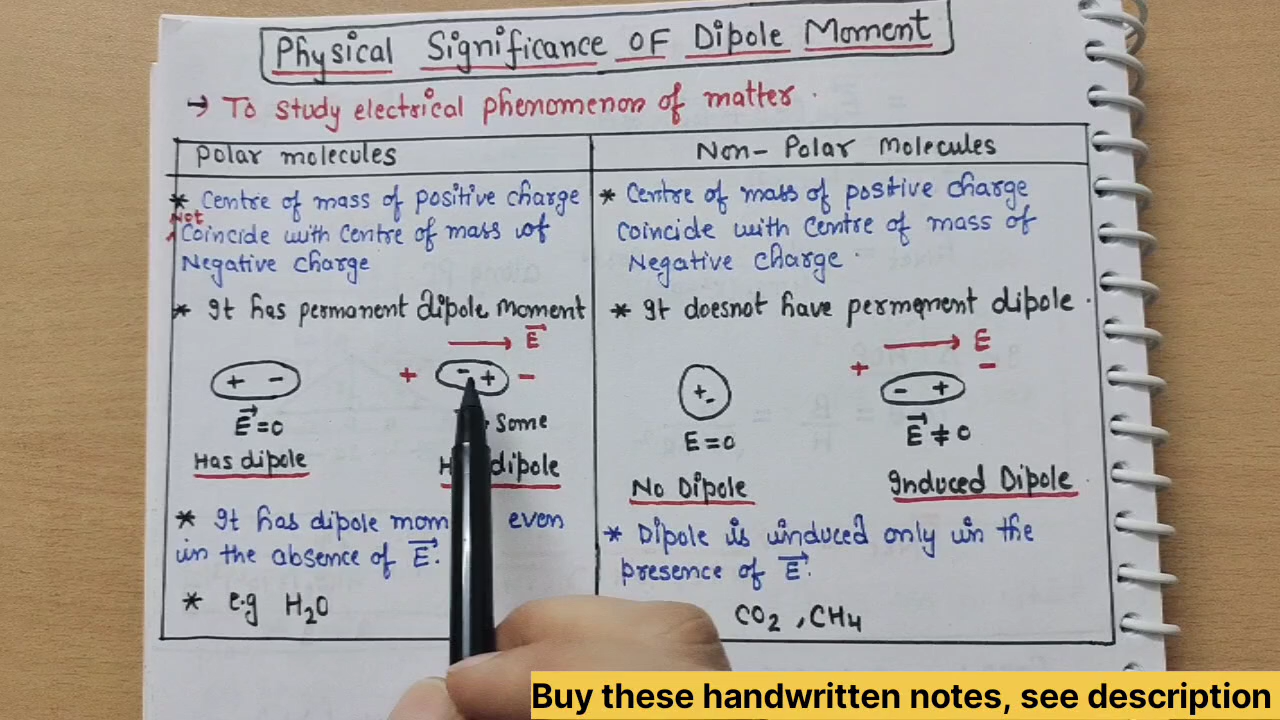 Physical Significance OF Dipole Moment
→ To study electrical phenomenon of matter.
Polar molecules
* Centre of mass of positive charge
Not
Coincide with Centre of mass of
Negative charge
* It has permanent dipole moment
E
+ - + - + -
E=0
Some
Has dipole
dipole
* It has dipole mom even
in the absence of E.
* e.g H₂O
Non-Polar Molecules
* Centre of mass of positive charge
coincide with centre of mass of
Negative charge.
* It doesnot have permanent dipole.
E
+ -
+ - - +
E=0
E≠0
No Dipole
Induced Dipole
* Dipole is induced only in the
presence of E.
CO₂, CH₄
Buy these handwritten notes, see description